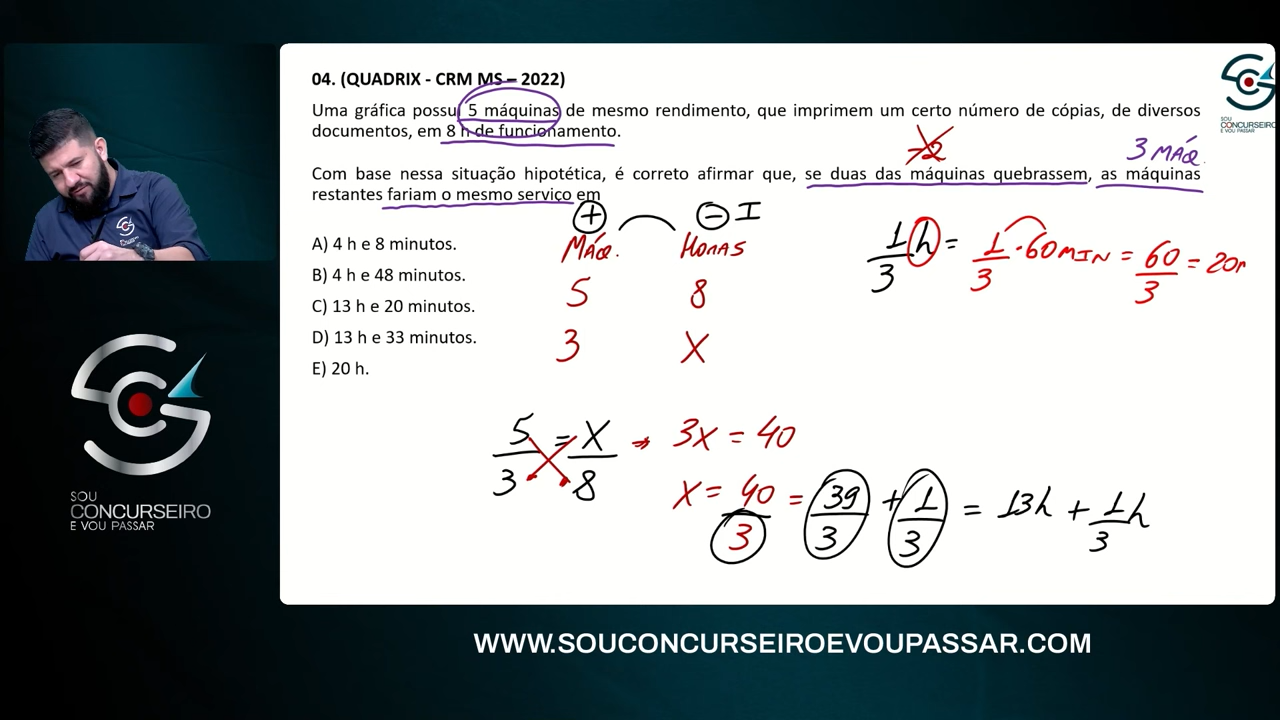 04. (QUADRIX - CRM MS – 2022)
Uma gráfica possui 5 máquinas de mesmo rendimento, que imprimem um certo número de cópias, de diversos
documentos, em 8 h de funcionamento.
-2
3 MÁQ.
Com base nessa situação hipotética, é correto afirmar que, se duas das máquinas quebrassem, as máquinas
restantes fariam o mesmo serviço em
+ - I
MÁQ. HORAS
5 8
3 X
1/3 h = 1/3 · 60 MIN = 60/3 = 20m
A) 4 h e 8 minutos.
B) 4 h e 48 minutos.
C) 13 h e 20 minutos.
D) 13 h e 33 minutos.
E) 20 h.
5/3 = X/8 → 3X = 40
X = 40/3 = 39/3 + 1/3 = 13h + 1/3 h
SOU
CONCURSEIRO
E VOU PASSAR
SOU
CONCURSEIRO
E VOU PASSAR
WWW.SOUCONCURSEIROEVOUPASSAR.COM